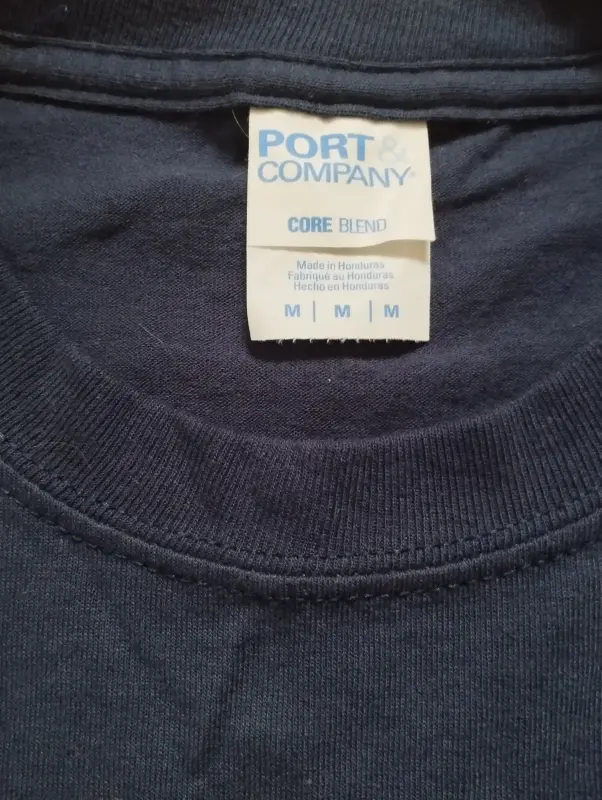 PORT &
COMPANY®
CORE BLEND
Made in Honduras
Fabriqué au Honduras
Hecho en Honduras
M | M | M